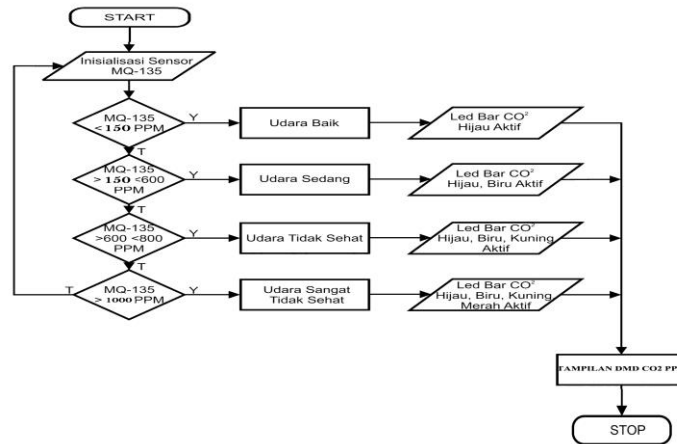 START
Inisialisasi Sensor
MQ-135
MQ-135
<150 PPM
Y
Udara Baik
Led Bar CO²
Hijau Aktif
T
MQ-135
>150 <600
PPM
Y
Udara Sedang
Led Bar CO²
Hijau, Biru Aktif
T
MQ-135
>600 <800
PPM
Y
Udara Tidak Sehat
Led Bar CO²
Hijau, Biru, Kuning
Aktif
T
T
MQ-135
>1000 PPM
Y
Udara Sangat
Tidak Sehat
Led Bar CO²
Hijau, Biru, Kuning
Merah Aktif
TAMPILAN DMD CO2 PP
STOP